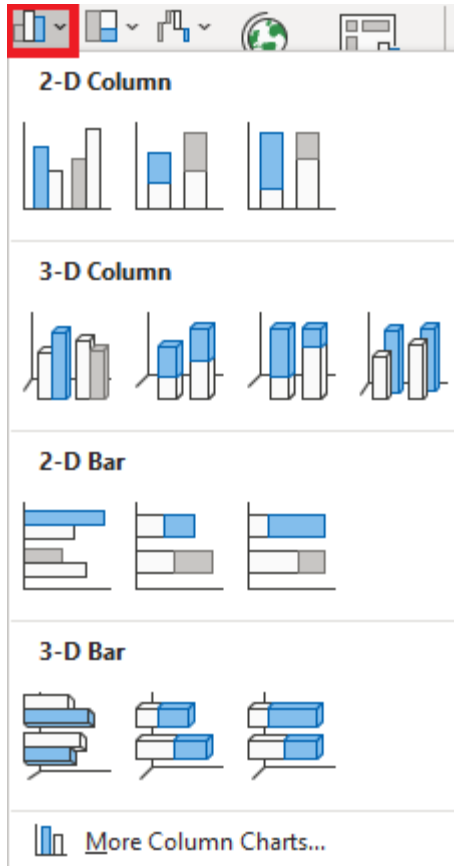 2-D Column
3-D Column
2-D Bar
3-D Bar
More Column Charts...